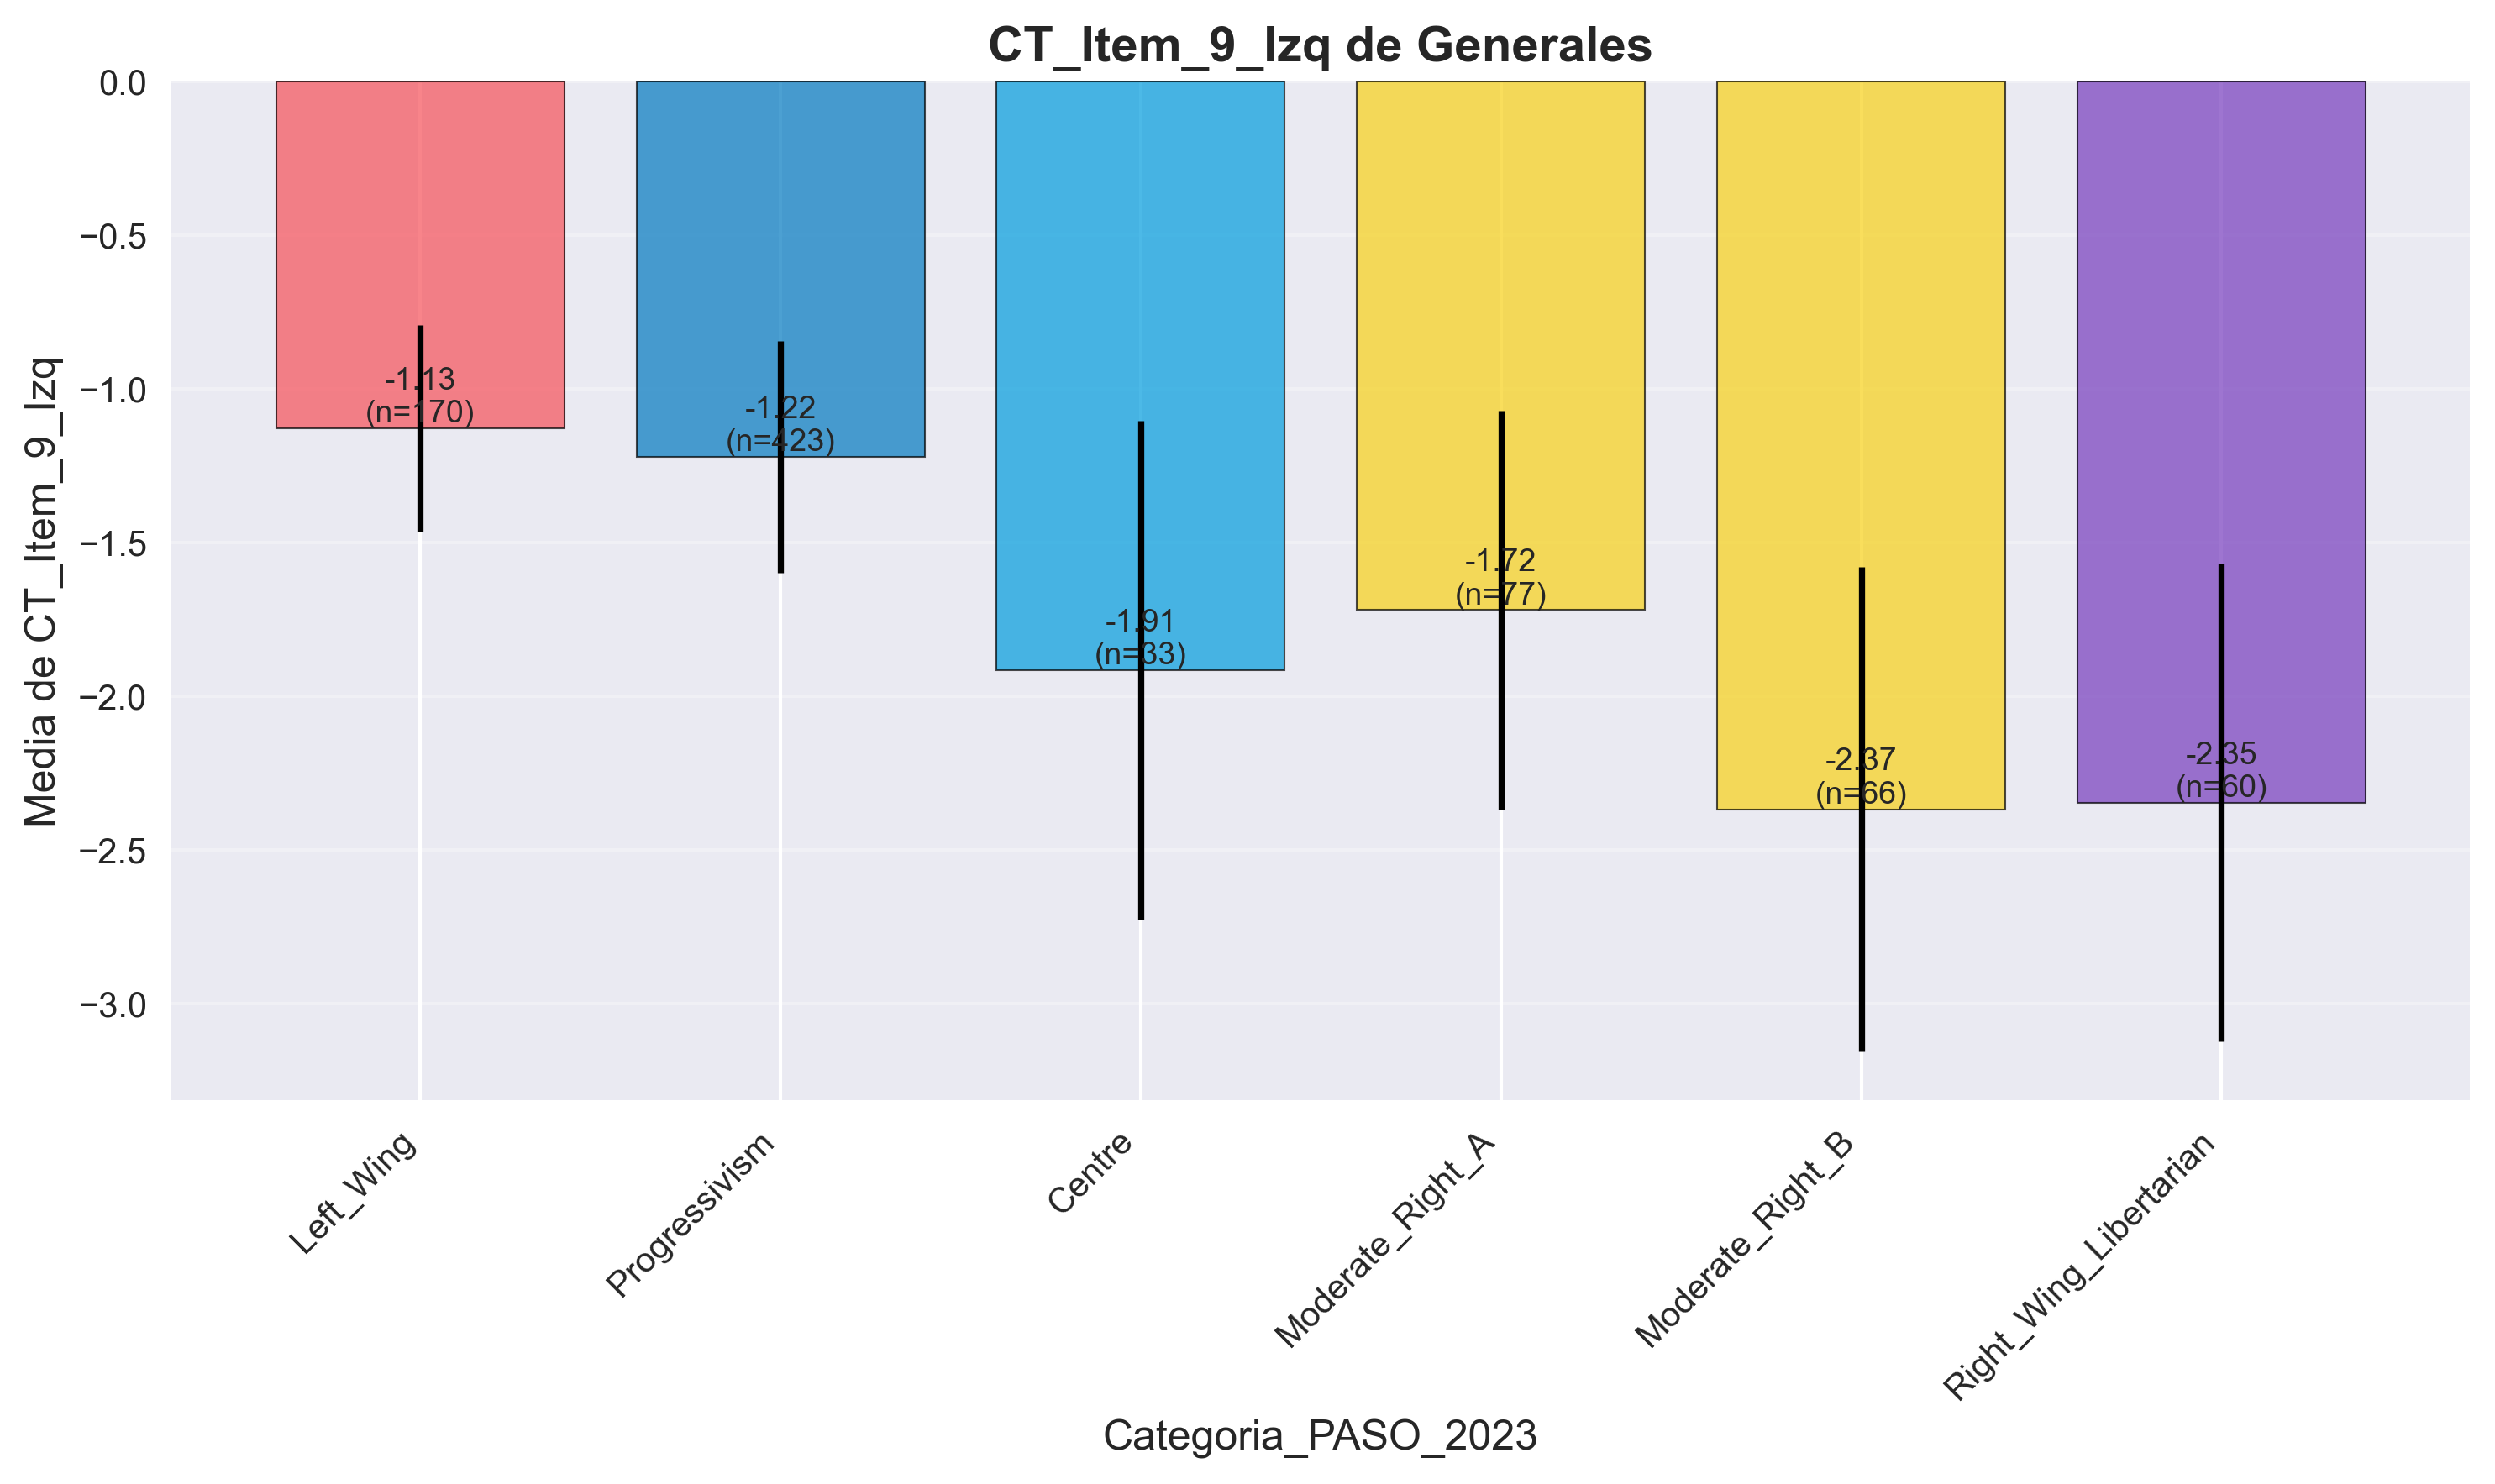 CT_Item_9_Izq de Generales
Media de CT_Item_9_Izq
0.0
−0.5
−1.0
−1.5
−2.0
−2.5
−3.0
-1.13
(n=170)
-1.22
(n=423)
-1.91
(n=33)
-1.72
(n=77)
-2.37
(n=66)
-2.35
(n=60)
Left_Wing
Progressivism
Centre
Moderate_Right_A
Moderate_Right_B
Right_Wing_Libertarian
Categoria_PASO_2023